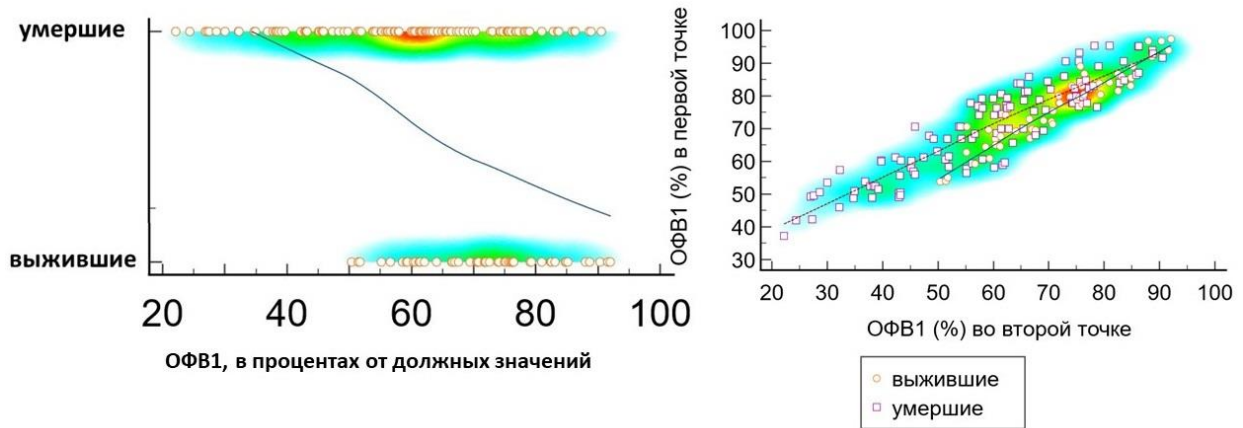 умершие
выжившие
20 40 60 80 100
ОФВ1, в процентах от должных значений
ОФВ1 (%) в первой точке
100
90
80
70
60
50
40
30
20 30 40 50 60 70 80 90 100
ОФВ1 (%) во второй точке
выжившие
умершие